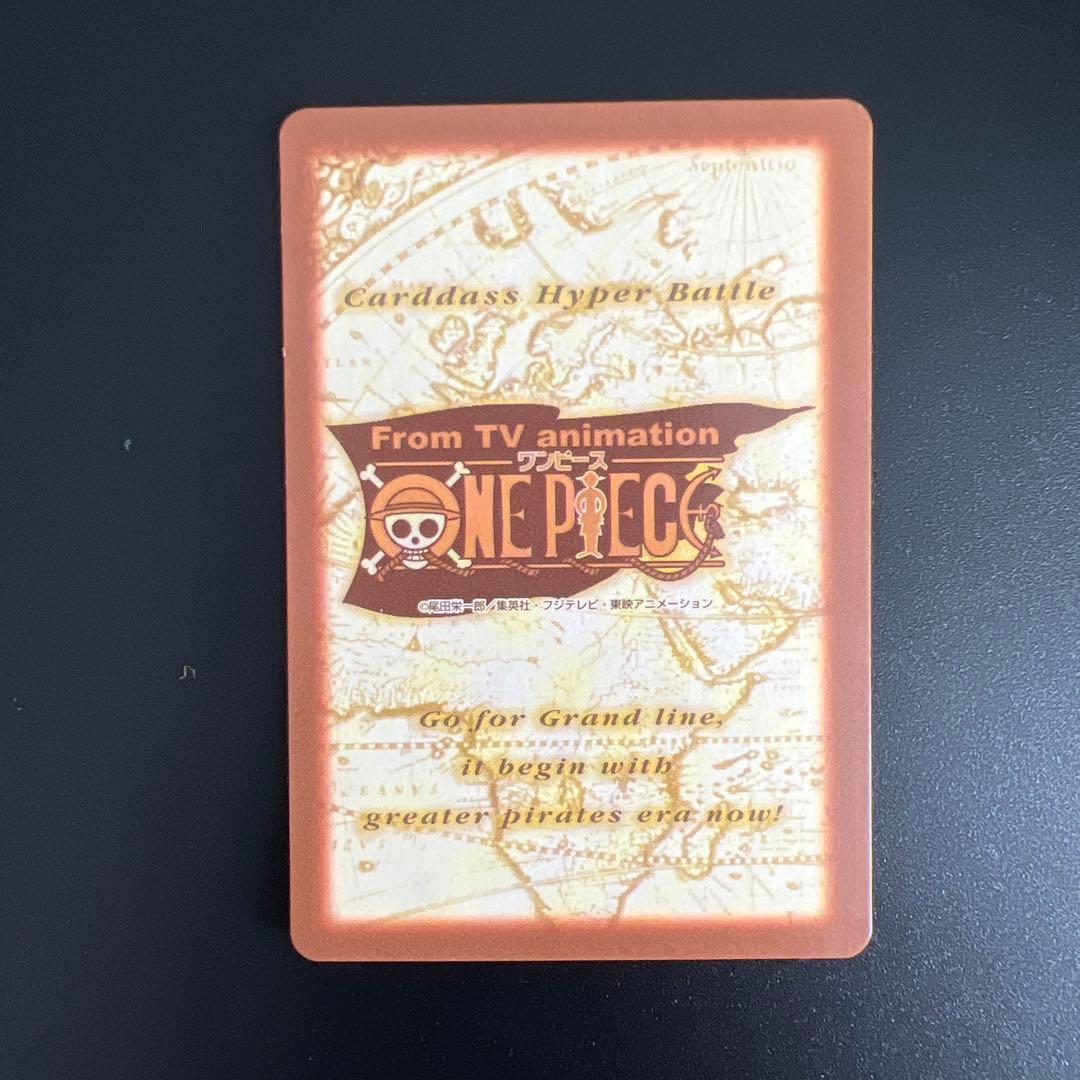 Septentrio
Carddass Hyper Battle
From TV animation
ワンピース
ONE PIECE
©尾田栄一郎／集英社・フジテレビ・東映アニメーション
Go for Grand line,
it begin with
greater pirates era now!